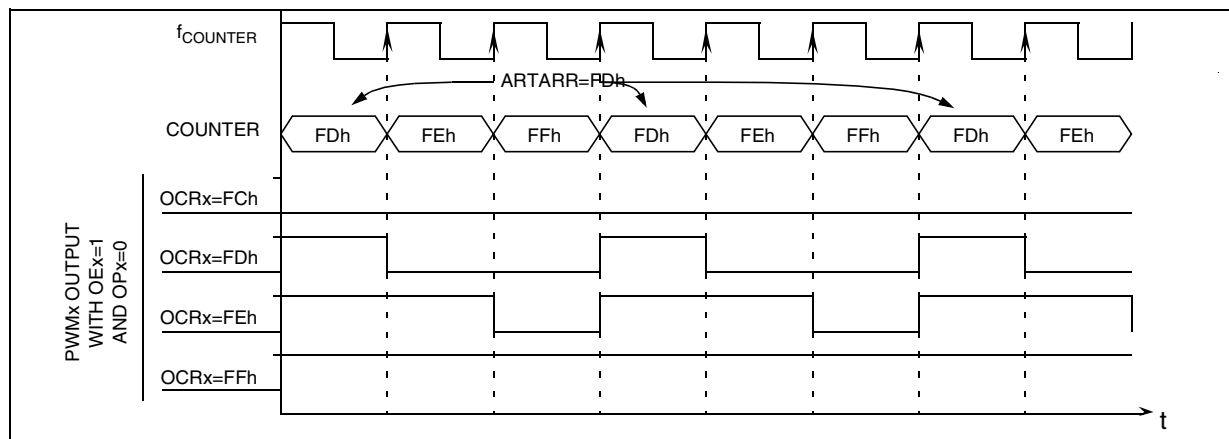 fCOUNTER
ARTARR=FDh
COUNTER
FDh FEh FFh FDh FEh FFh FDh FEh
PWMx OUTPUT
WITH OEx=1
AND OPx=0
OCRx=FCh
OCRx=FDh
OCRx=FEh
OCRx=FFh
t